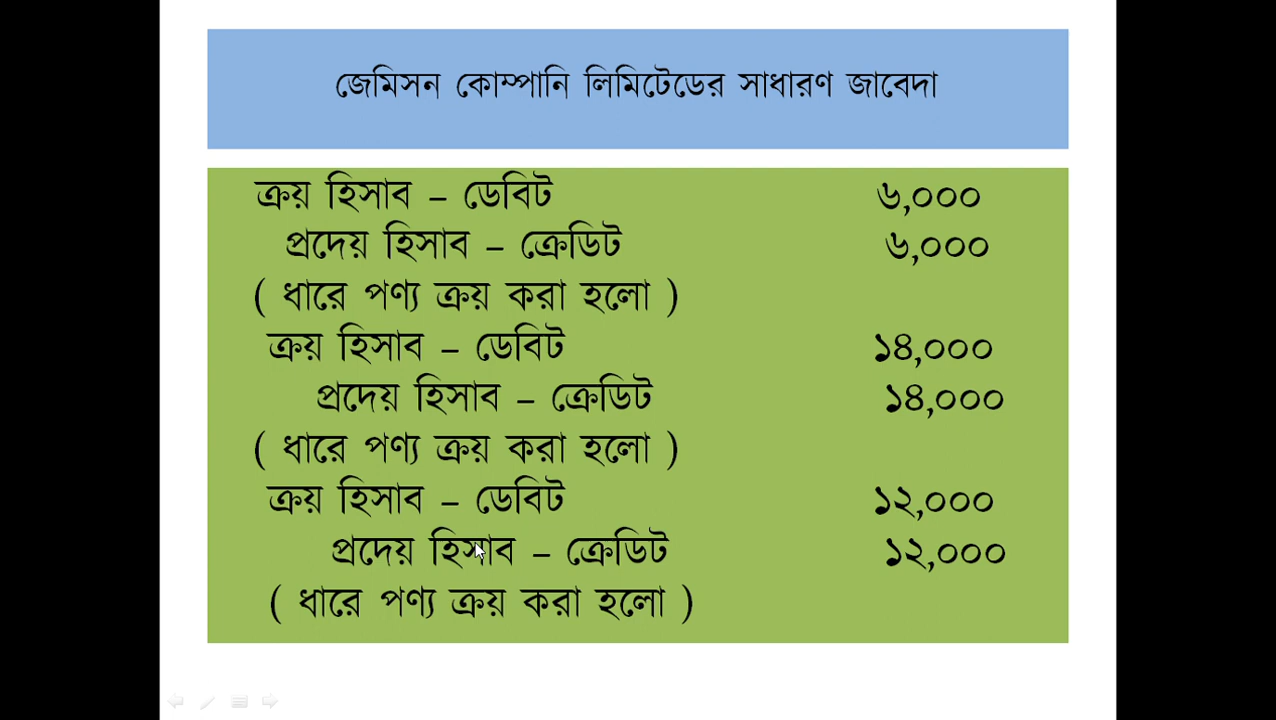 জেমিসন কোম্পানি লিমিটেডের সাধারণ জাবেদা
ক্রয় হিসাব – ডেবিট ৬,০০০
প্রদেয় হিসাব – ক্রেডিট ৬,০০০
( ধারে পণ্য ক্রয় করা হলো )
ক্রয় হিসাব – ডেবিট ১৪,০০০
প্রদেয় হিসাব – ক্রেডিট ১৪,০০০
( ধারে পণ্য ক্রয় করা হলো )
ক্রয় হিসাব – ডেবিট ১২,০০০
প্রদেয় হিসাব – ক্রেডিট ১২,০০০
( ধারে পণ্য ক্রয় করা হলো )